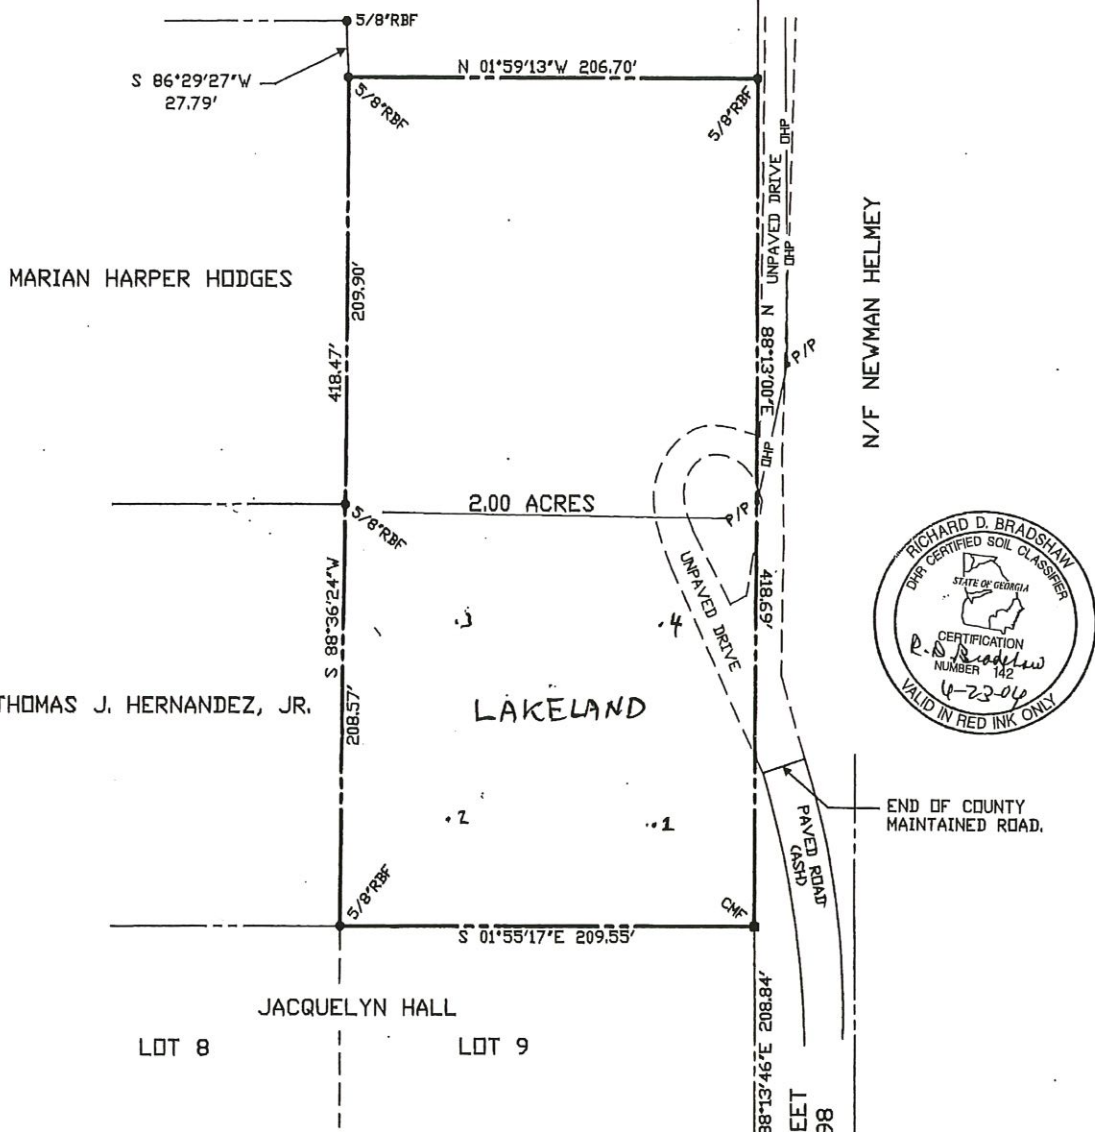 5/8"RBF
S 86°29'27"W
27.79'
N 01°59'13"W 206.70'
5/8"RBF
5/8"RBF
OHP
UNPAVED DRIVE
OHP
N 88°13'00"E
P/P
OHP
N/F NEWMAN HELMEY
MARIAN HARPER HODGES
209.90'
418.47'
2.00 ACRES
5/8"RBF
P/P
UNPAVED DRIVE
418.69'
S 88°36'24"W
.3
.4
RICHARD D. BRADSHAW
DHR CERTIFIED SOIL CLASSIFIER
STATE OF GEORGIA
CERTIFICATION
R.D. Bradshaw
NUMBER 142
4-23-04
VALID IN RED INK ONLY
THOMAS J. HERNANDEZ, JR.
208.57'
LAKELAND
.2
.1
END OF COUNTY
MAINTAINED ROAD.
PAVED ROAD
(ASH)
5/8"RBF
CMF
S 01°55'17"E 209.55'
JACQUELYN HALL
LOT 8
LOT 9
88°13'46"E 208.84'
EET
98